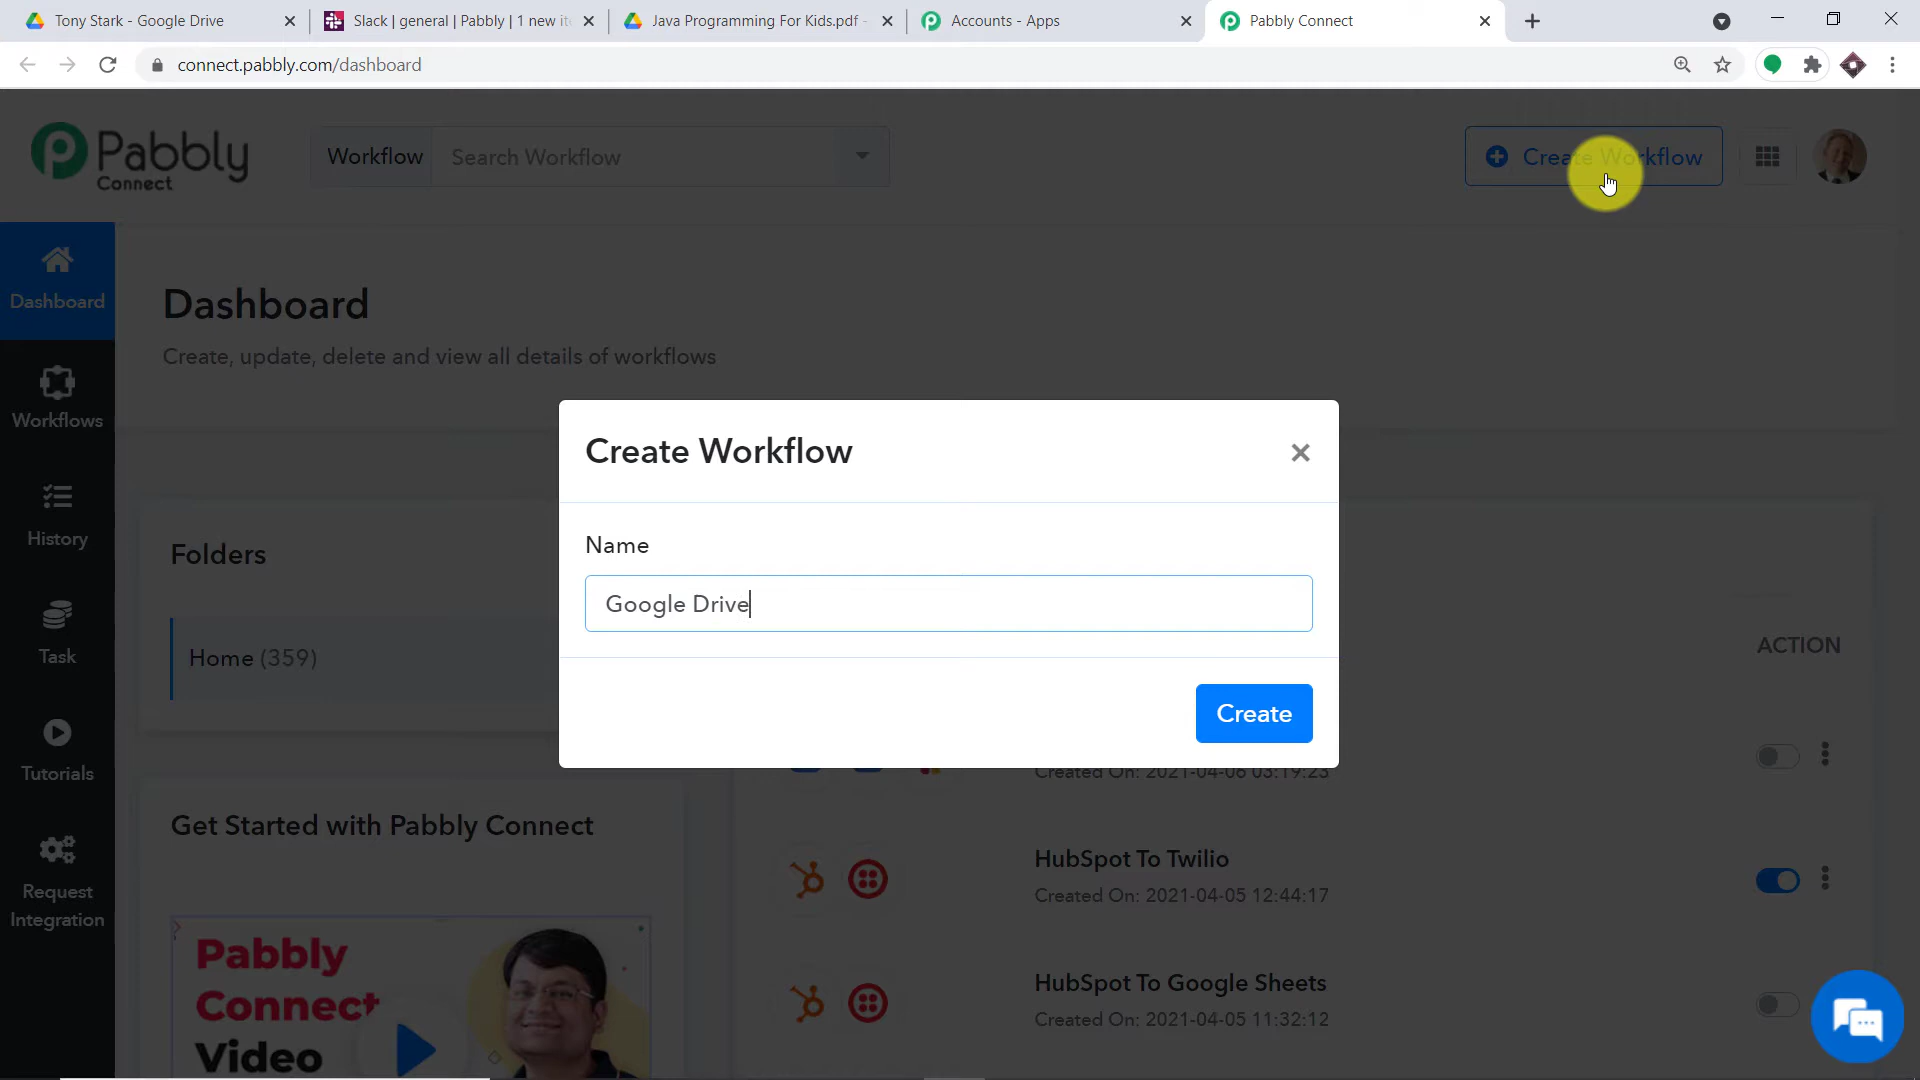 Tony Stark - Google Drive
Slack | general | Pabbly | 1 new it
Java Programming For Kids.pdf -
Accounts - Apps
Pabbly Connect
connect.pabbly.com/dashboard
Pabbly
Connect
Workflow
Search Workflow
Create Workflow
Dashboard
Workflows
History
Task
Tutorials
Request
Integration
Dashboard
Create, update, delete and view all details of workflows
Create Workflow
Name
Google Drive
Create
Folders
Home (359)
ACTION
Created On: 2021-04-06 03:19:23
HubSpot To Twilio
Created On: 2021-04-05 12:44:17
HubSpot To Google Sheets
Created On: 2021-04-05 11:32:12
Get Started with Pabbly Connect
Pabbly
Connect
Video